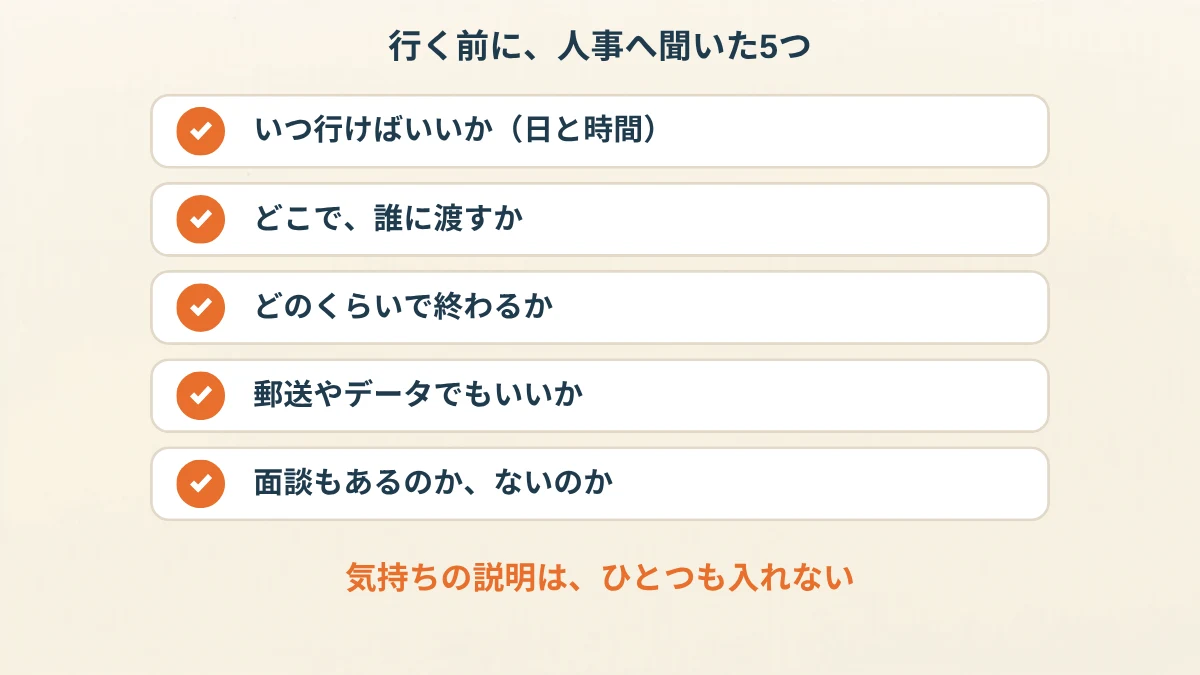 行く前に、人事へ聞いた5つ
いつ行けばいいか（日と時間）
どこで、誰に渡すか
どのくらいで終わるか
郵送やデータでもいいか
面談もあるのか、ないのか
気持ちの説明は、ひとつも入れない